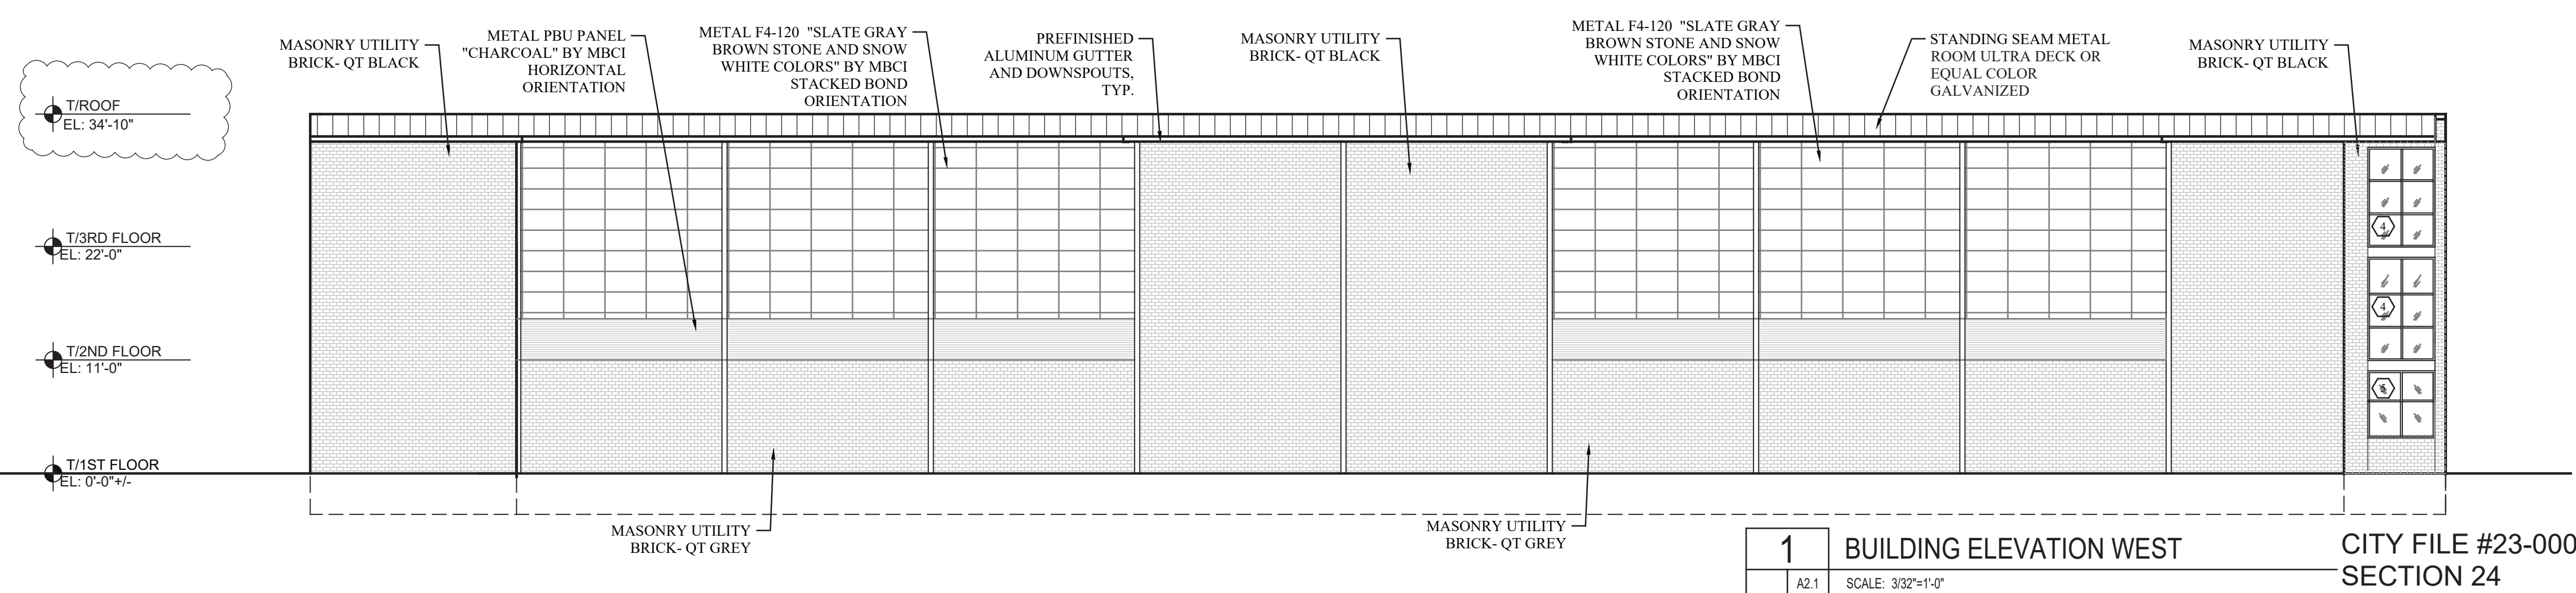 MASONRY UTILITY
BRICK- QT BLACK
METAL PBU PANEL
"CHARCOAL" BY MBCI
HORIZONTAL
ORIENTATION
METAL F4-120 "SLATE GRAY
BROWN STONE AND SNOW
WHITE COLORS" BY MBCI
STACKED BOND
ORIENTATION
PREFINISHED
ALUMINUM GUTTER
AND DOWNSPOUTS,
TYP.
MASONRY UTILITY
BRICK- QT BLACK
METAL F4-120 "SLATE GRAY
BROWN STONE AND SNOW
WHITE COLORS" BY MBCI
STACKED BOND
ORIENTATION
STANDING SEAM METAL
ROOM ULTRA DECK OR
EQUAL COLOR
GALVANIZED
MASONRY UTILITY
BRICK- QT BLACK
T/ROOF
EL: 34'-10"
T/3RD FLOOR
EL: 22'-0"
T/2ND FLOOR
EL: 11'-0"
T/1ST FLOOR
EL: 0'-0"+/-
4
4
MASONRY UTILITY
BRICK- QT GREY
MASONRY UTILITY
BRICK- QT GREY
1
BUILDING ELEVATION WEST
A2.1
SCALE: 3/32"=1'-0"
CITY FILE #23-000
SECTION 24